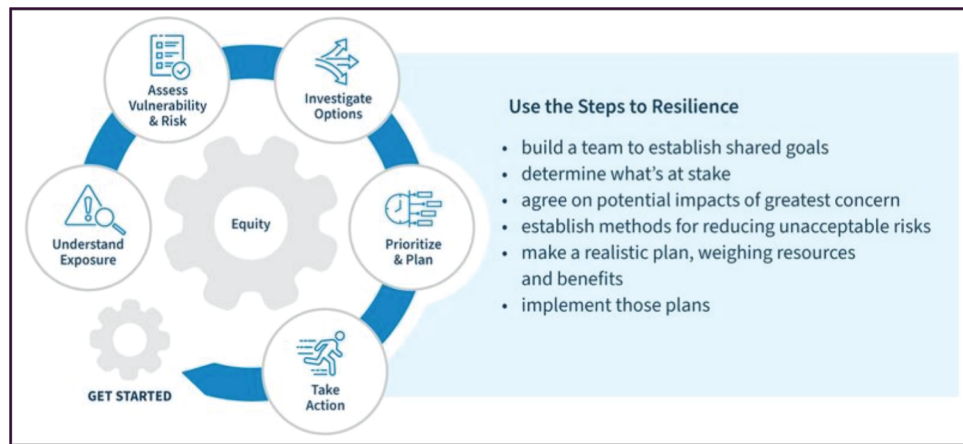 Assess
Vulnerability
& Risk
Investigate
Options
Understand
Exposure
Equity
Prioritize
& Plan
GET STARTED
Take
Action
Use the Steps to Resilience
• build a team to establish shared goals
• determine what's at stake
• agree on potential impacts of greatest concern
• establish methods for reducing unacceptable risks
• make a realistic plan, weighing resources
and benefits
• implement those plans